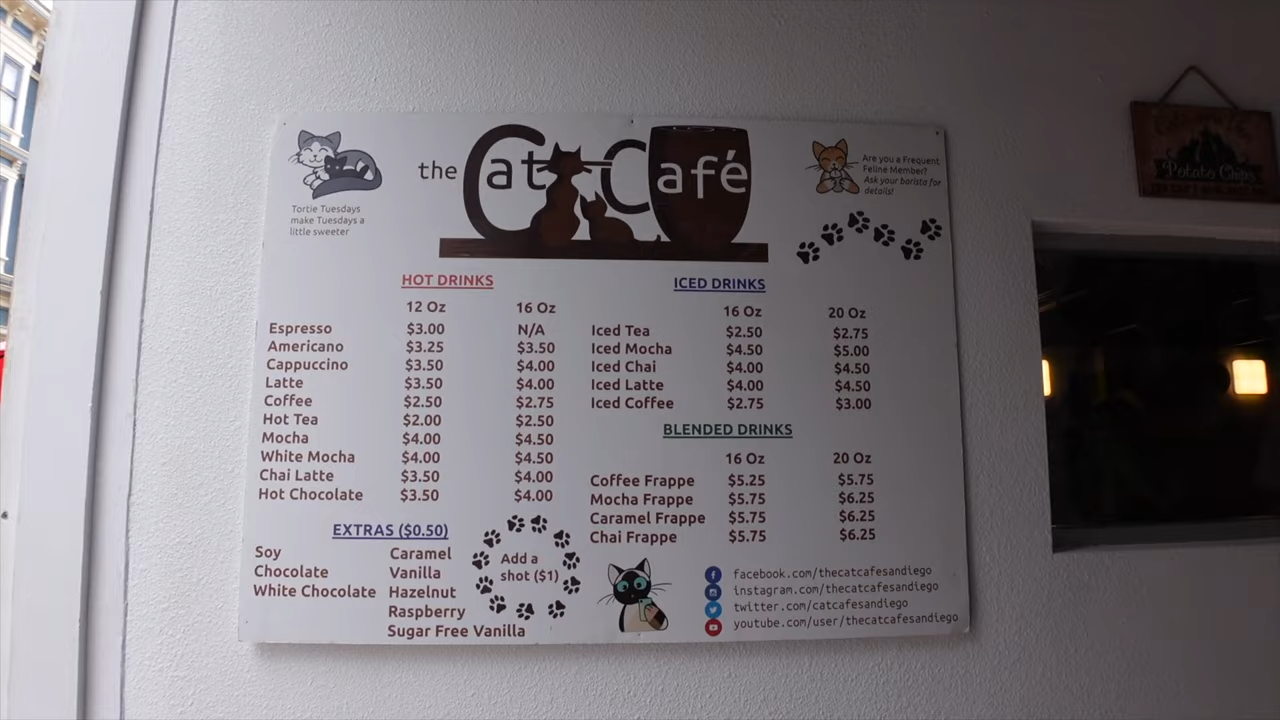 the Cat Café
Tortie Tuesdays
make Tuesdays a
little sweeter
Are you a Frequent
Feline Member?
Ask your barista for
details!
HOT DRINKS
12 Oz 16 Oz
Espresso $3.00 N/A
Americano $3.25 $3.50
Cappuccino $3.50 $4.00
Latte $3.50 $4.00
Coffee $2.50 $2.75
Hot Tea $2.00 $2.50
Mocha $4.00 $4.50
White Mocha $4.00 $4.50
Chai Latte $3.50 $4.00
Hot Chocolate $3.50 $4.00
EXTRAS ($0.50)
Soy Caramel
Chocolate Vanilla
White Chocolate Hazelnut
Raspberry
Sugar Free Vanilla
Add a
shot ($1)
ICED DRINKS
16 Oz 20 Oz
Iced Tea $2.50 $2.75
Iced Mocha $4.50 $5.00
Iced Chai $4.00 $4.50
Iced Latte $4.00 $4.50
Iced Coffee $2.75 $3.00
BLENDED DRINKS
16 Oz 20 Oz
Coffee Frappe $5.25 $5.75
Mocha Frappe $5.75 $6.25
Caramel Frappe $5.75 $6.25
Chai Frappe $5.75 $6.25
facebook.com/thecatcafesandiego
instagram.com/thecatcafesandiego
twitter.com/catcafesandiego
youtube.com/user/thecatcafesandiego
Potato Chips